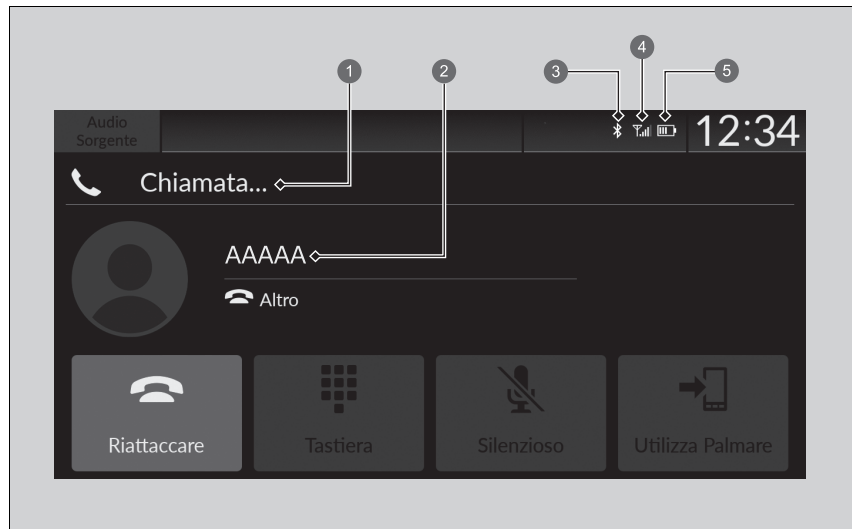 1 2 3 4 5
Audio
Sorgente
12:34
Chiamata...
AAAAA
Altro
Riattaccare Tastiera Silenzioso Utilizza Palmare